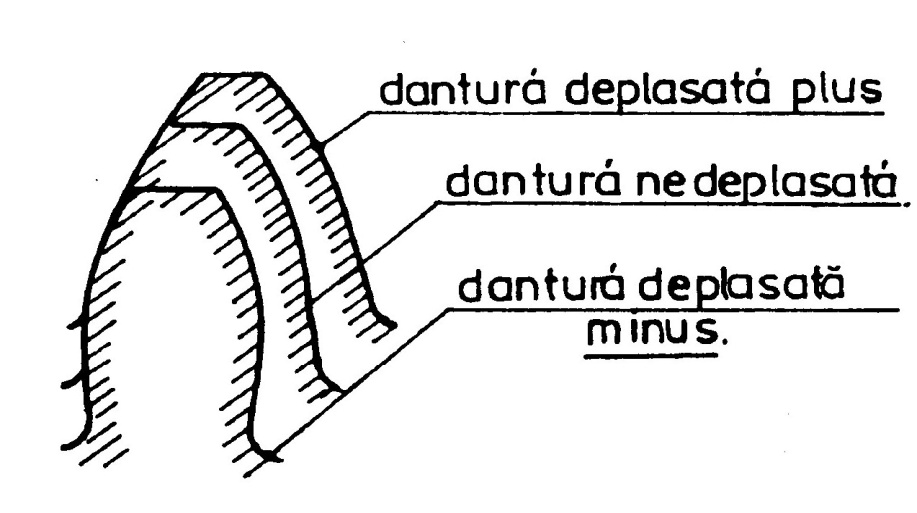 dantură deplasată plus
dantură nedeplasată.
dantură deplasată
minus.